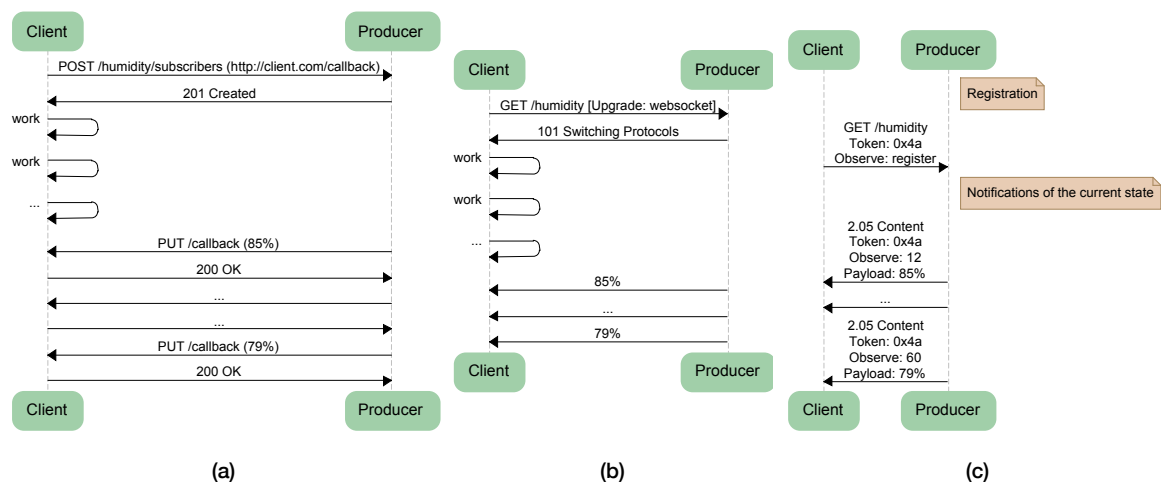 Client
Producer
POST /humidity/subscribers (http://client.com/callback)
201 Created
work
work
...
PUT /callback (85%)
200 OK
...
...
PUT /callback (79%)
200 OK
Client
Producer
(a)
Client
Producer
GET /humidity [Upgrade: websocket]
101 Switching Protocols
work
work
...
85%
...
79%
Client
Producer
(b)
Client
Producer
Registration
GET /humidity
Token: 0x4a
Observe: register
Notifications of the current state
2.05 Content
Token: 0x4a
Observe: 12
Payload: 85%
...
2.05 Content
Token: 0x4a
Observe: 60
Payload: 79%
Client
Producer
(c)